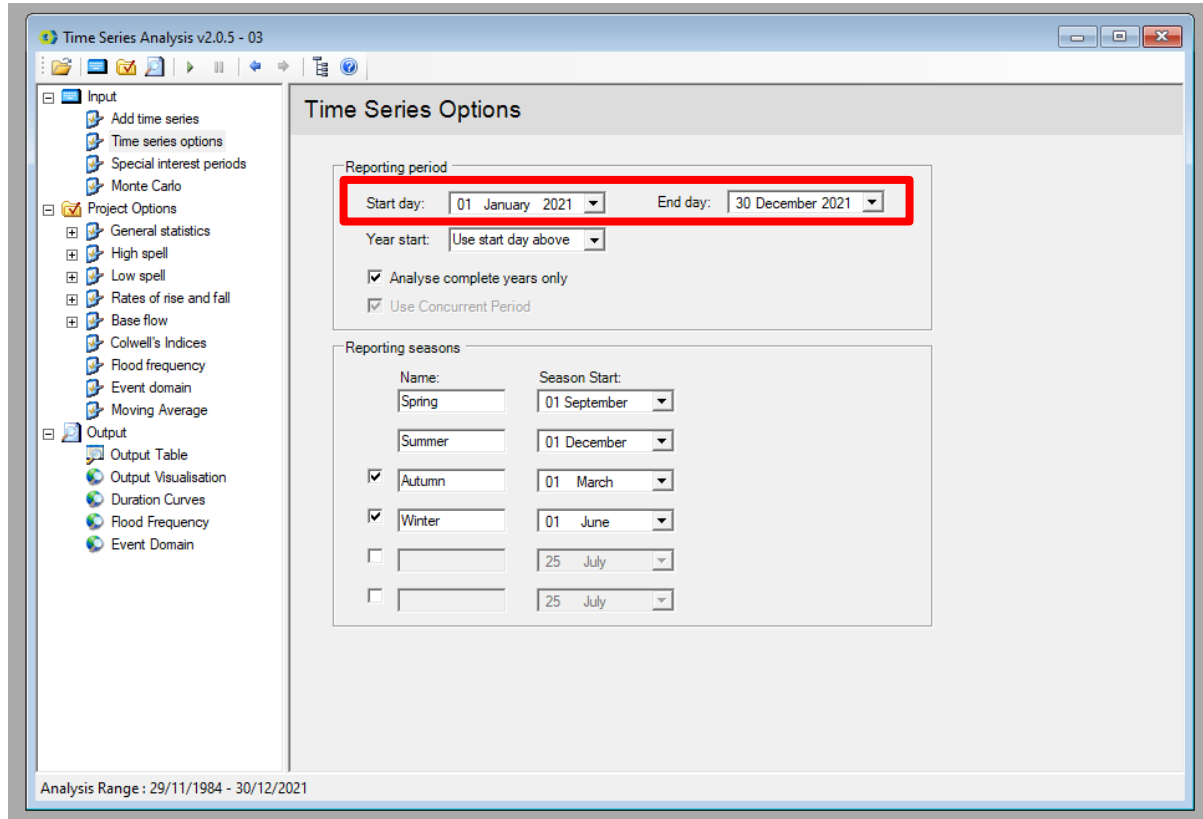 Time Series Analysis v2.0.5 - 03
Input
Add time series
Time series options
Special interest periods
Monte Carlo
Project Options
General statistics
High spell
Low spell
Rates of rise and fall
Base flow
Colwell's Indices
Flood frequency
Event domain
Moving Average
Output
Output Table
Output Visualisation
Duration Curves
Flood Frequency
Event Domain
Time Series Options
Reporting period
Start day: 01 January 2021 End day: 30 December 2021
Year start: Use start day above
Analyse complete years only
Use Concurrent Period
Reporting seasons
Name: Season Start:
Spring 01 September
Summer 01 December
Autumn 01 March
Winter 01 June
25 July
25 July
Analysis Range : 29/11/1984 - 30/12/2021